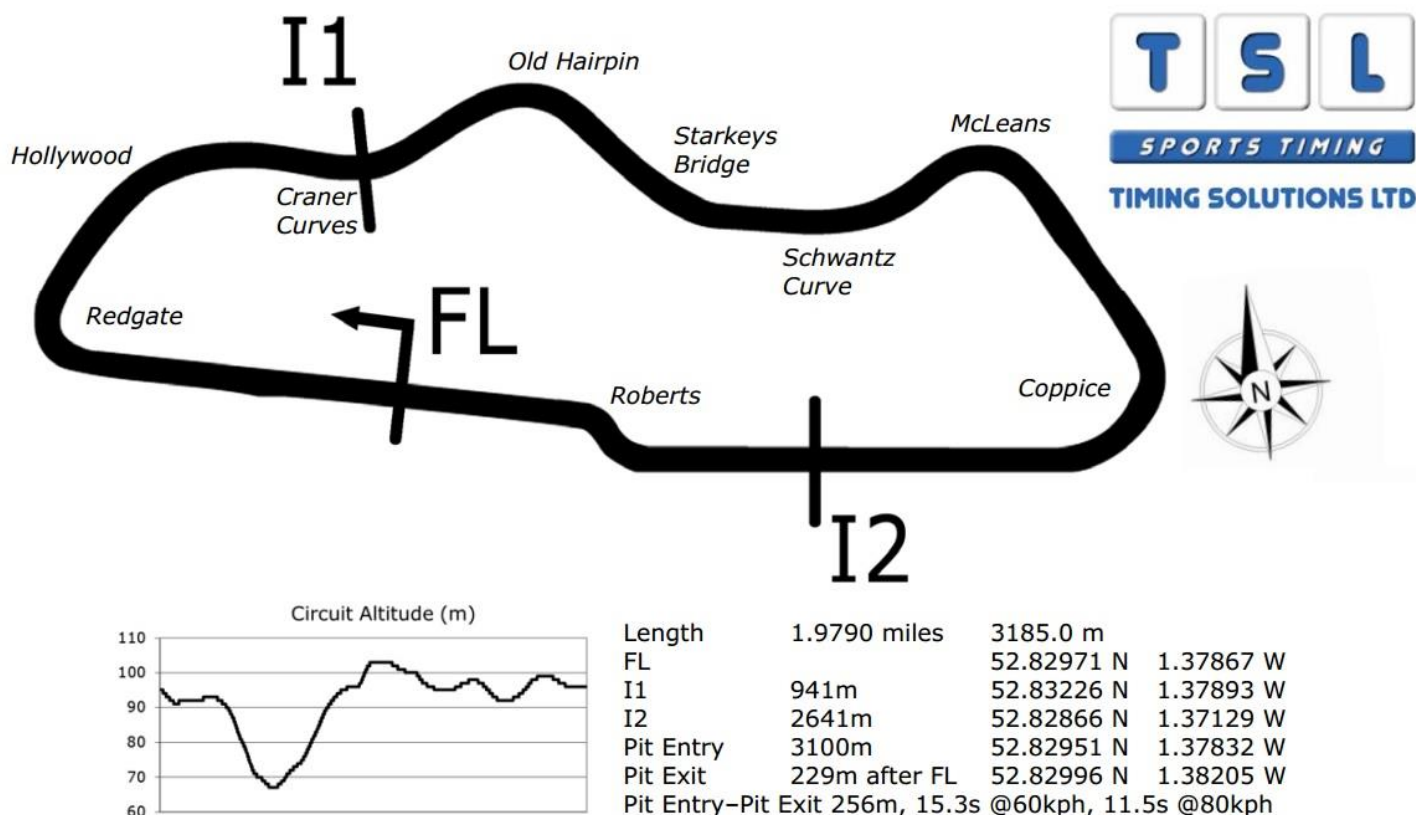 I1
Old Hairpin
TSL
McLeans
Starkeys
Bridge
SPORTS TIMING
Hollywood
TIMING SOLUTIONS LTD
Craner
Curves
Schwantz
Curve
Redgate
FL
Roberts
Coppice
N
I2
Circuit Altitude (m)
110
100
90
80
70
60
Length 1.9790 miles 3185.0 m
FL 52.82971 N 1.37867 W
I1 941m 52.83226 N 1.37893 W
I2 2641m 52.82866 N 1.37129 W
Pit Entry 3100m 52.82951 N 1.37832 W
Pit Exit 229m after FL 52.82996 N 1.38205 W
Pit Entry–Pit Exit 256m, 15.3s @60kph, 11.5s @80kph